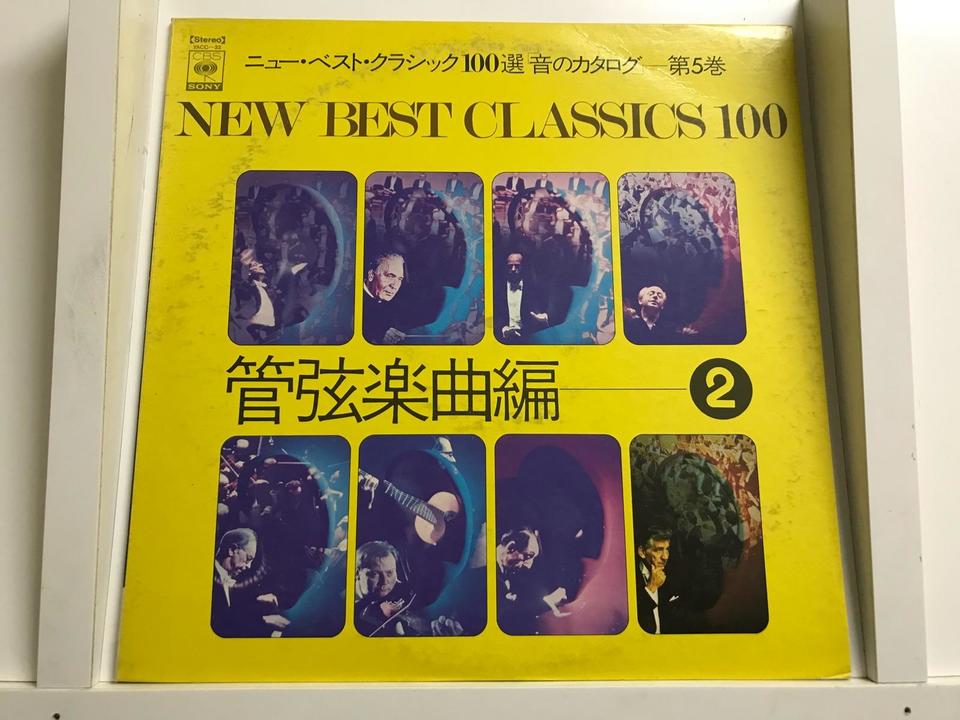 【Stereo】
YACC-32
CBS
SONY
ニュー・ベスト・クラシック100選「音のカタログ」—第5巻
NEW BEST CLASSICS 100
管弦楽曲編—2